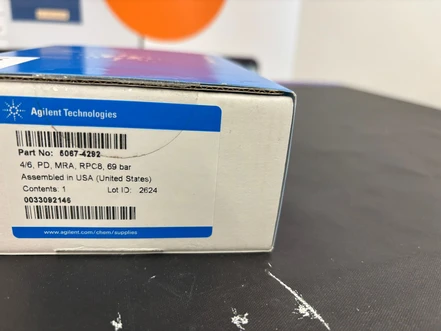 Agilent Technologies
Part No: 5067-4292
4/6, PD, MRA, RPC8, 69 bar
Assembled in USA (United States)
Contents: 1 Lot ID: 2624
0033092146
www.agilent.com/chem/supplies